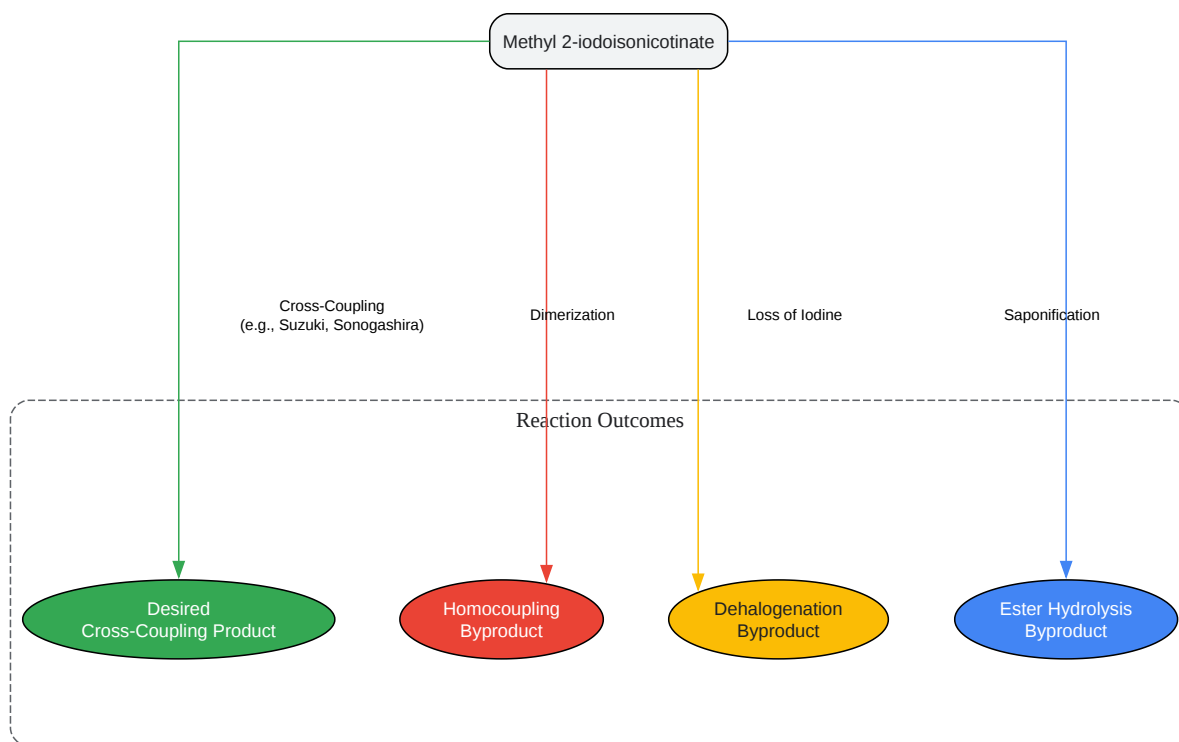 Methyl 2-iodoisonicotinate
Cross-Coupling
(e.g., Suzuki, Sonogashira)
Dimerization
Loss of Iodine
Saponification
Reaction Outcomes
Desired
Cross-Coupling Product
Homocoupling
Byproduct
Dehalogenation
Byproduct
Ester Hydrolysis
Byproduct